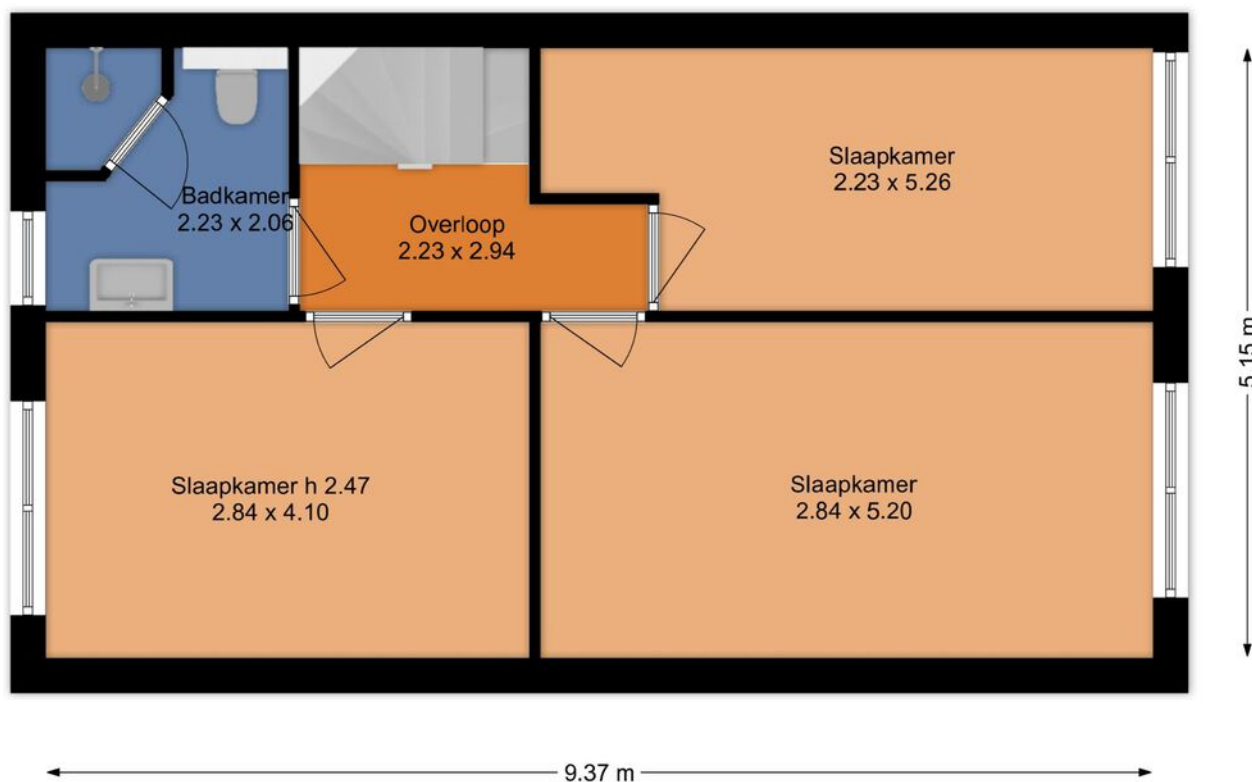 Badkamer
2.23 x 2.06
Overloop
2.23 x 2.94
Slaapkamer
2.23 x 5.26
Slaapkamer h 2.47
2.84 x 4.10
Slaapkamer
2.84 x 5.20
5.15 m
9.37 m